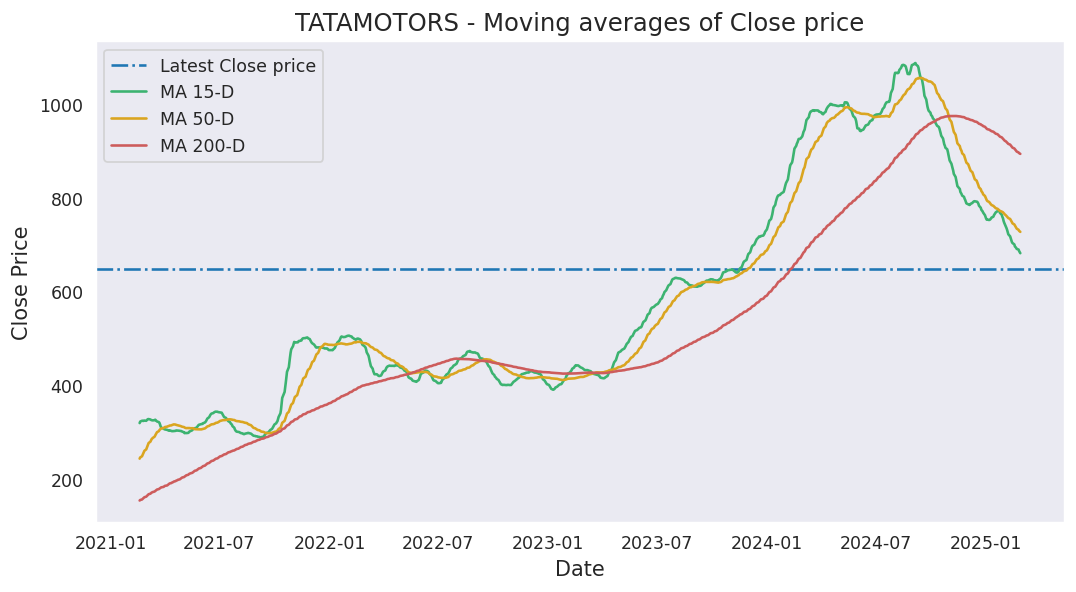 TATAMOTORS - Moving averages of Close price
Latest Close price
MA 15-D
MA 50-D
MA 200-D
Close Price
1000
800
600
400
200
2021-01 2021-07 2022-01 2022-07 2023-01 2023-07 2024-01 2024-07 2025-01
Date